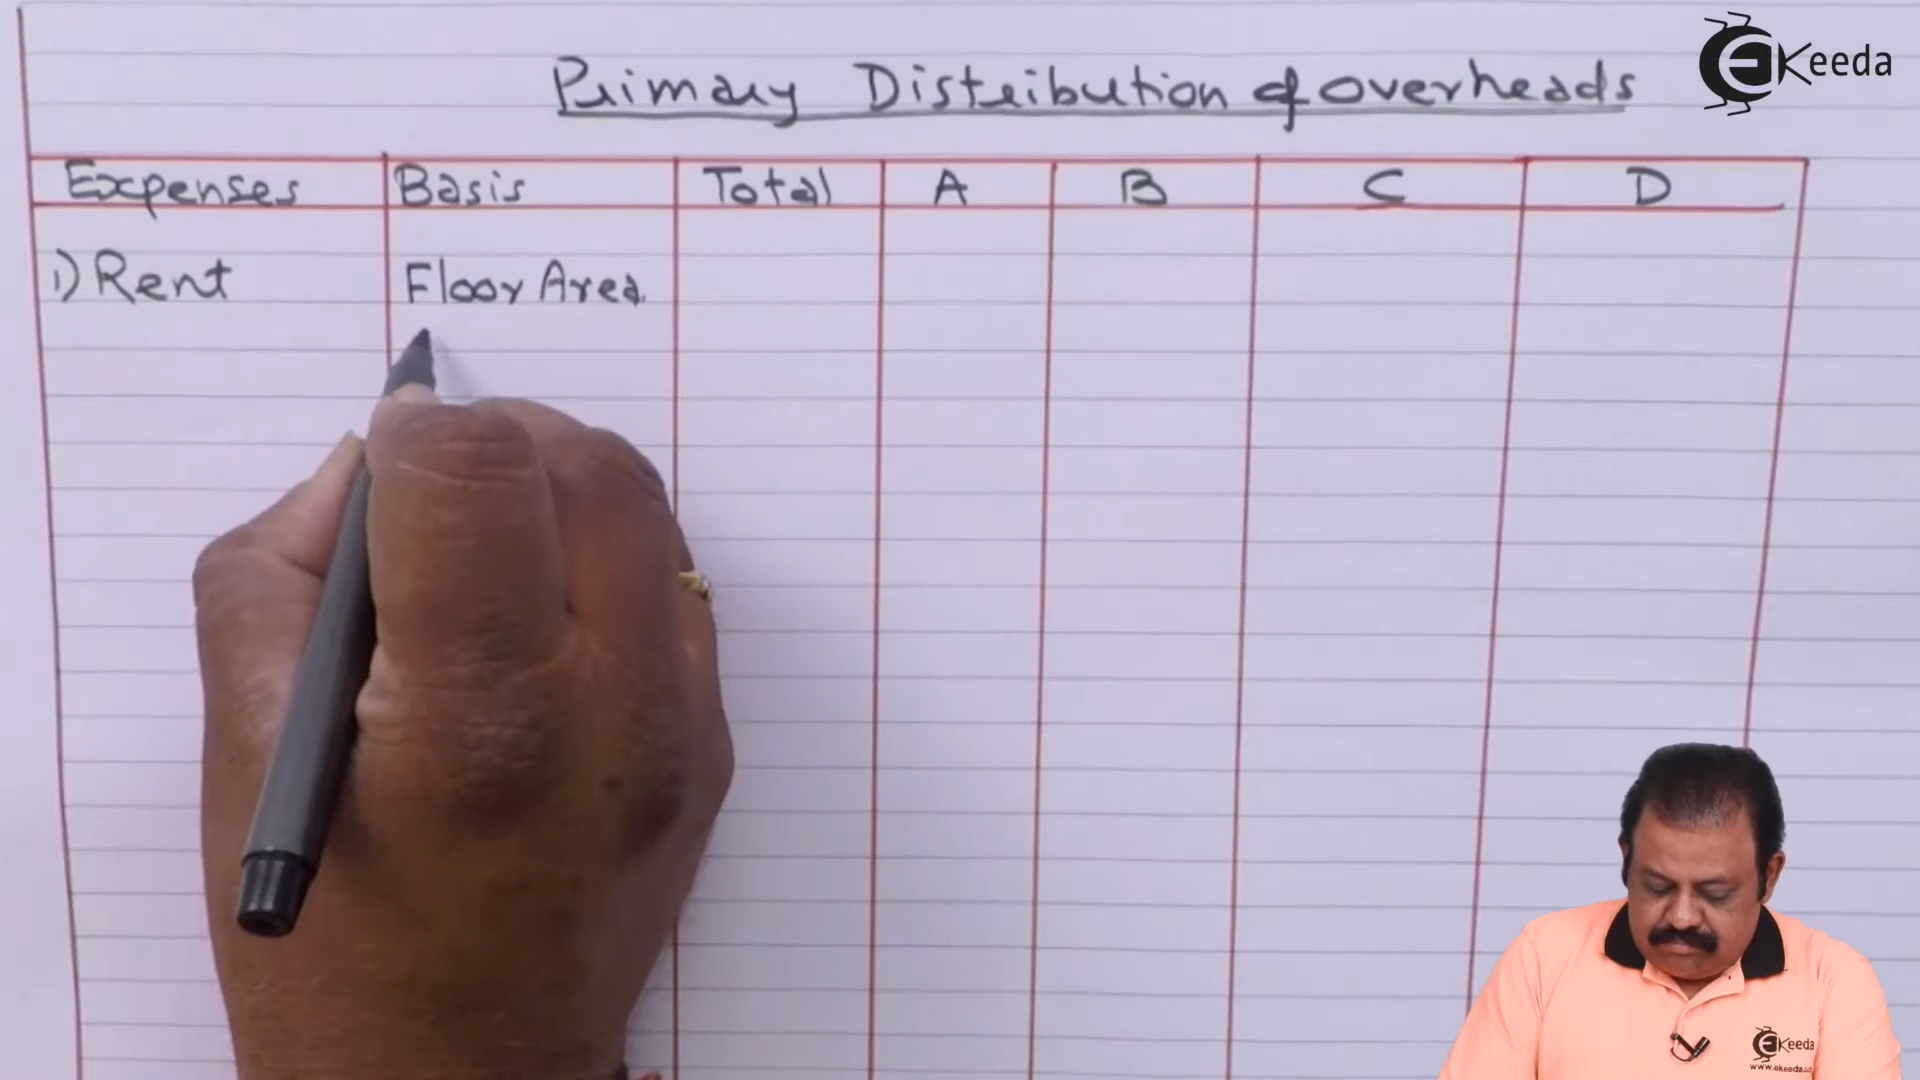 Primary Distribution of overheads
Ekeeda
Expenses Basis Total A B C D
1) Rent Floor Area
Ekeeda